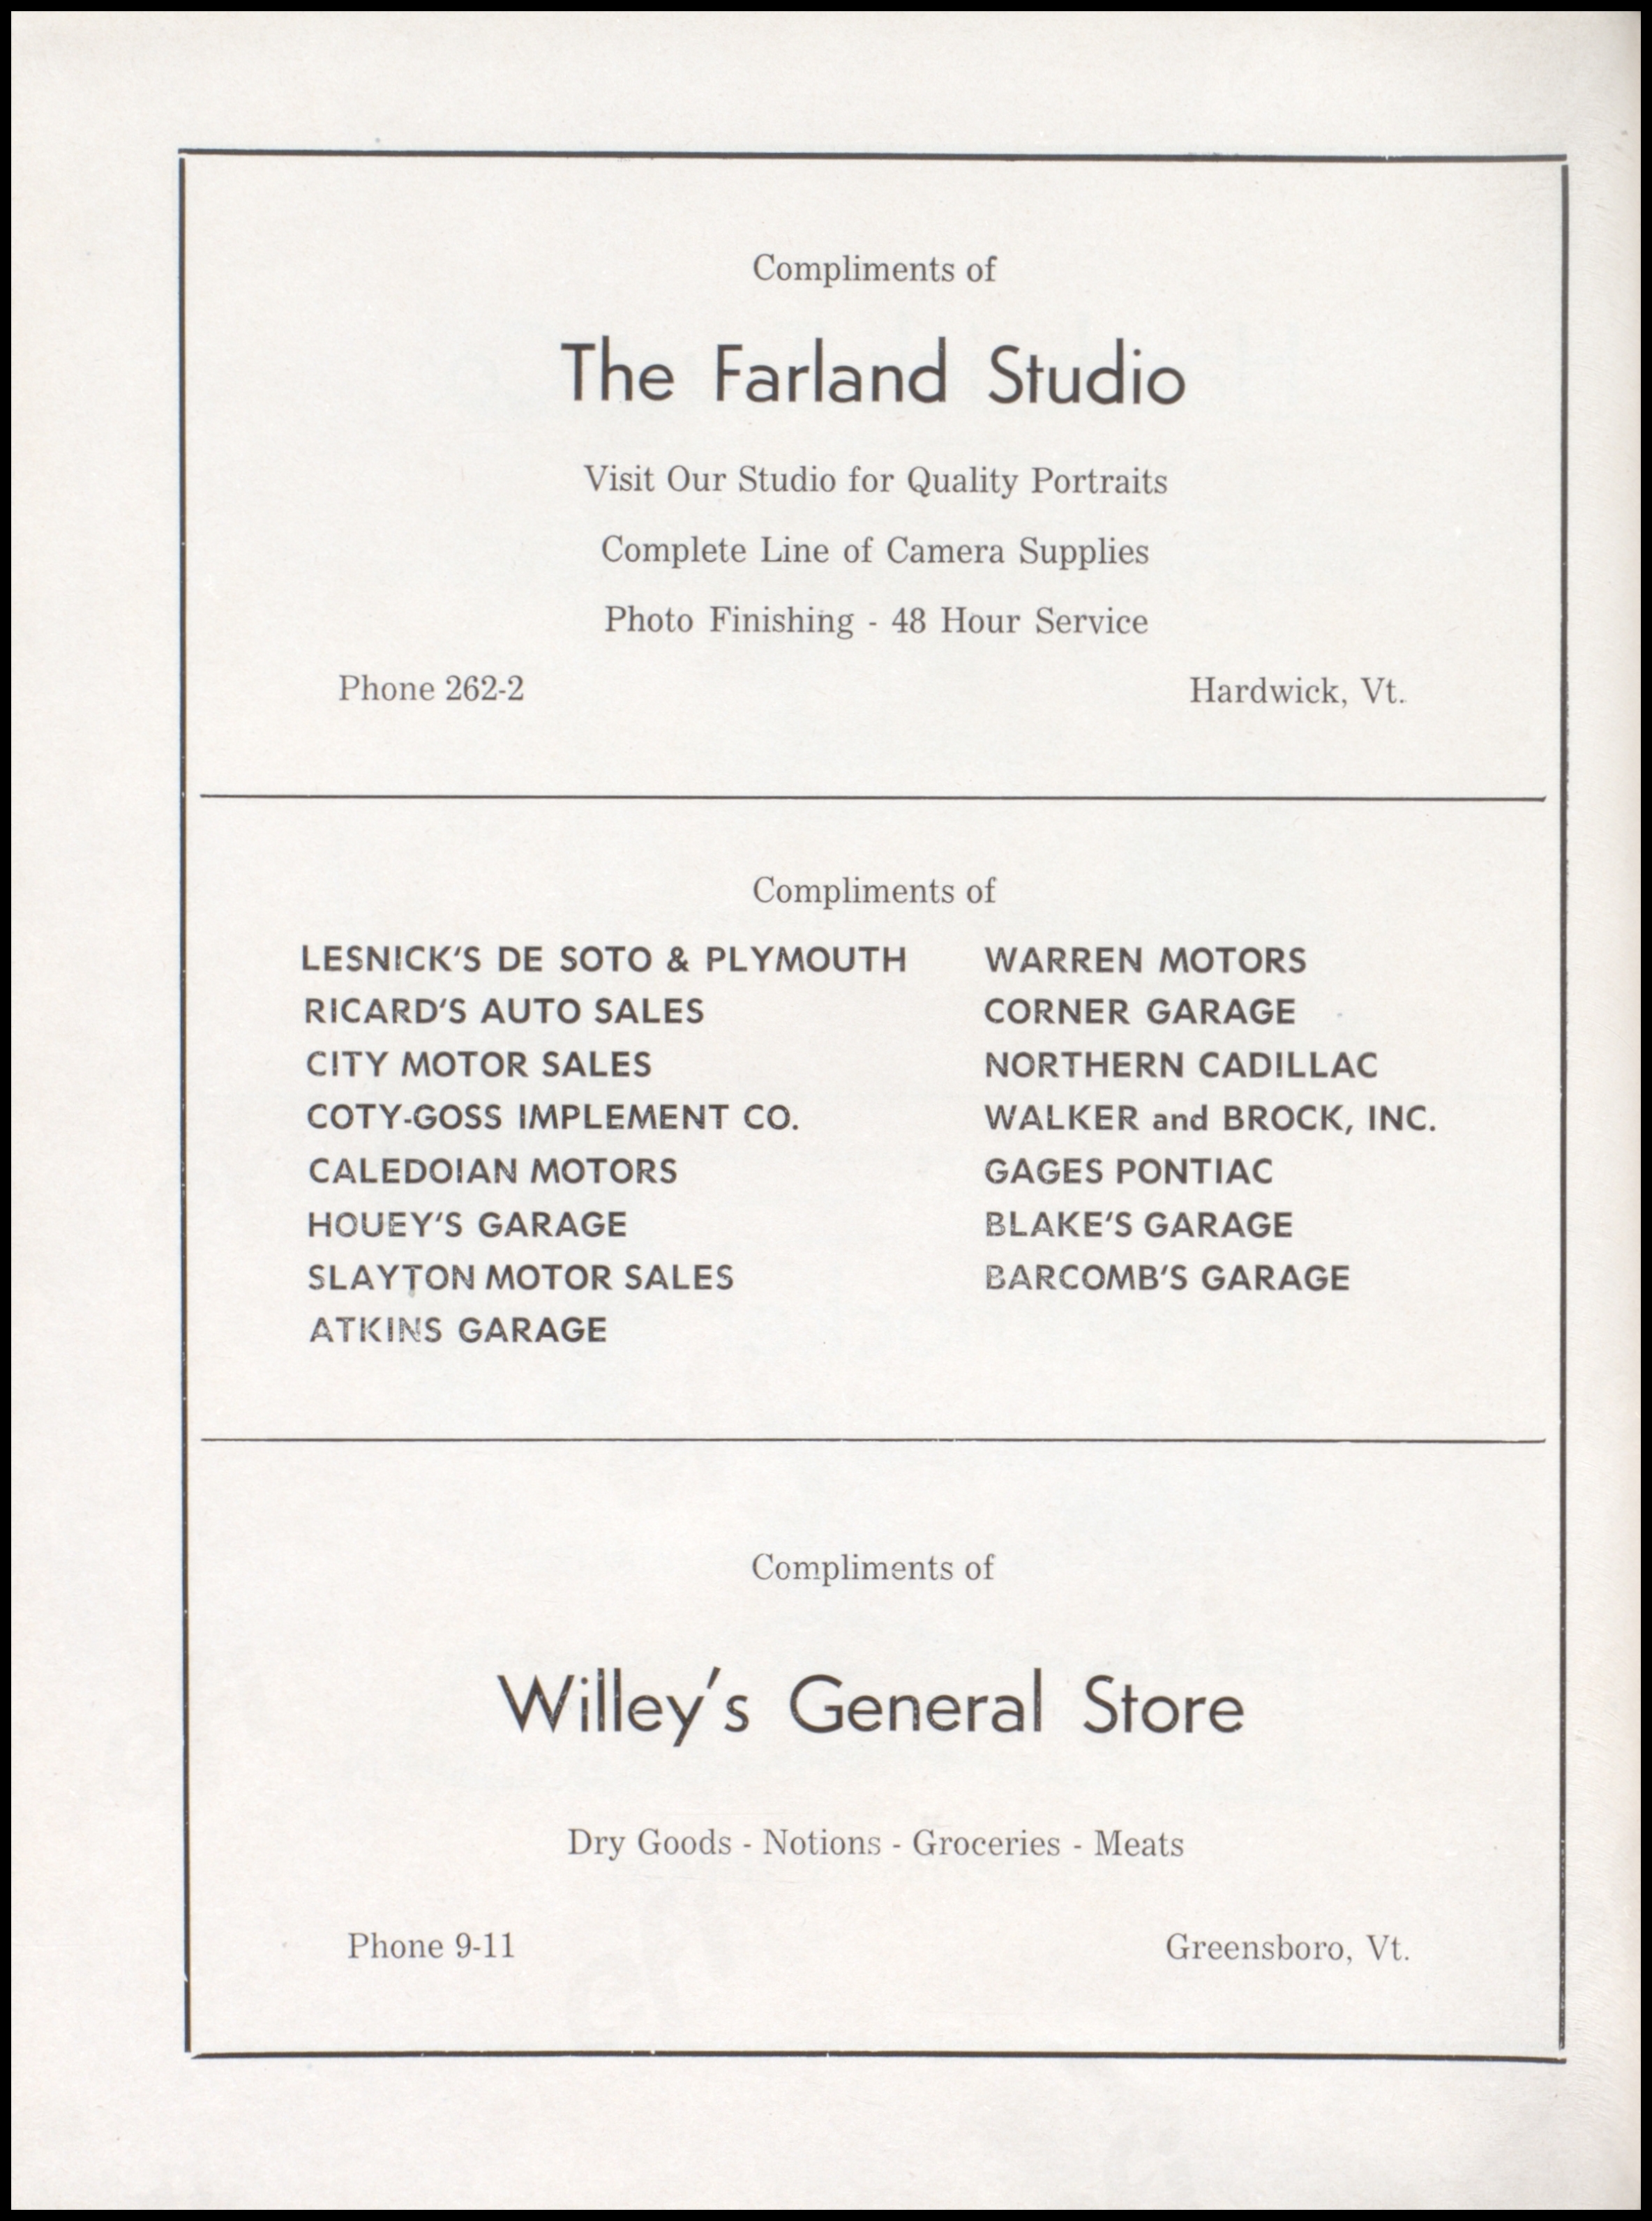 Compliments of
The Farland Studio
Visit Our Studio for Quality Portraits
Complete Line of Camera Supplies
Photo Finishing - 48 Hour Service
Phone 262-2
Hardwick, Vt.
Compliments of
LESNICK'S DE SOTO & PLYMOUTH
RICARD'S AUTO SALES
CITY MOTOR SALES
COTY-GOSS IMPLEMENT CO.
CALEDOIAN MOTORS
HOUEY'S GARAGE
SLAYTON MOTOR SALES
ATKINS GARAGE
WARREN MOTORS
CORNER GARAGE
NORTHERN CADILLAC
WALKER and BROCK, INC.
GAGES PONTIAC
BLAKE'S GARAGE
BARCOMB'S GARAGE
Compliments of
Willey's General Store
Dry Goods - Notions - Groceries - Meats
Phone 9-11
Greensboro, Vt.